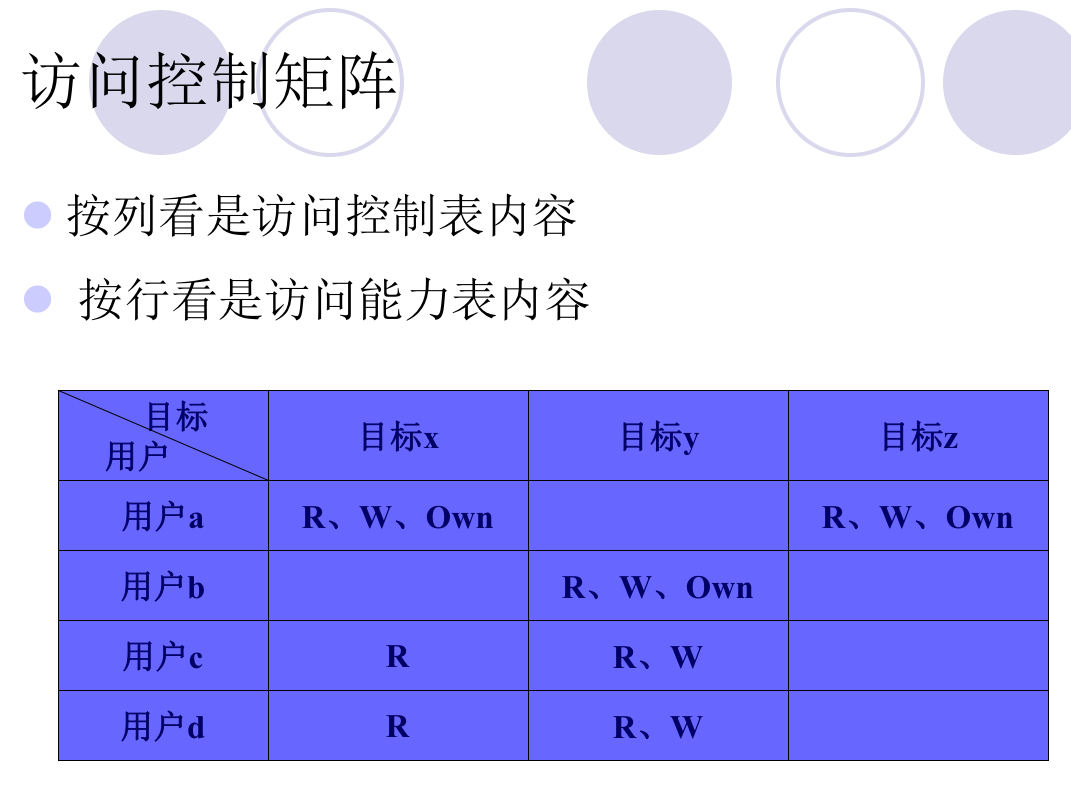 访问控制矩阵
按列看是访问控制表内容
按行看是访问能力表内容
目标
用户
目标x
目标y
目标z
用户a
R、W、Own
R、W、Own
用户b
R、W、Own
用户c
R
R、W
用户d
R
R、W